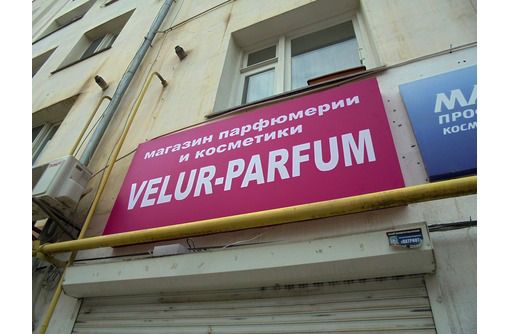 магазин парфюмерии
и косметики
VELUR-PARFUM